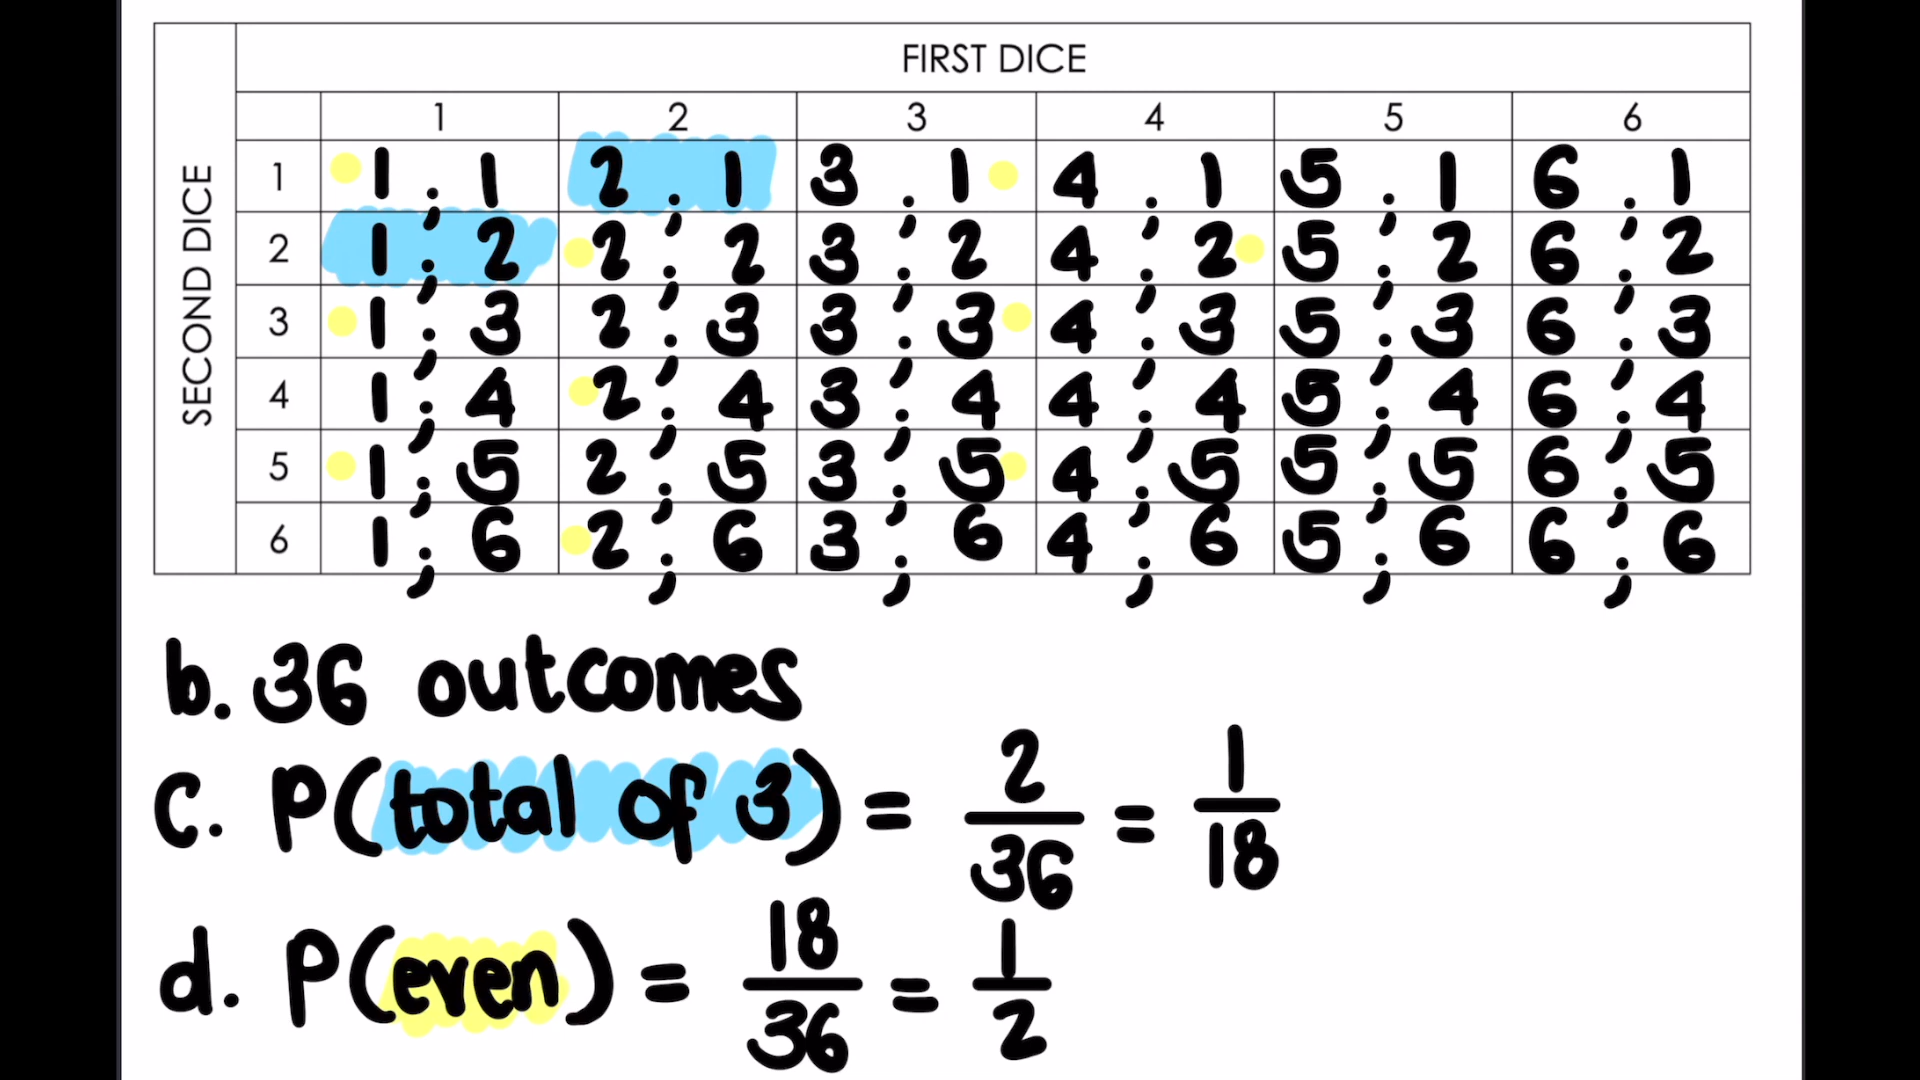 FIRST DICE
SECOND DICE
1 2 3 4 5 6
1 1;1 2;1 3;1 4;1 5;1 6;1
2 1;2 2;2 3;2 4;2 5;2 6;2
3 1;3 2;3 3;3 4;3 5;3 6;3
4 1;4 2;4 3;4 4;4 5;4 6;4
5 1;5 2;5 3;5 4;5 5;5 6;5
6 1;6 2;6 3;6 4;6 5;6 6;6
b. 36 outcomes
c. P(total of 3) = 2/36 = 1/18
d. P(even) = 18/36 = 1/2